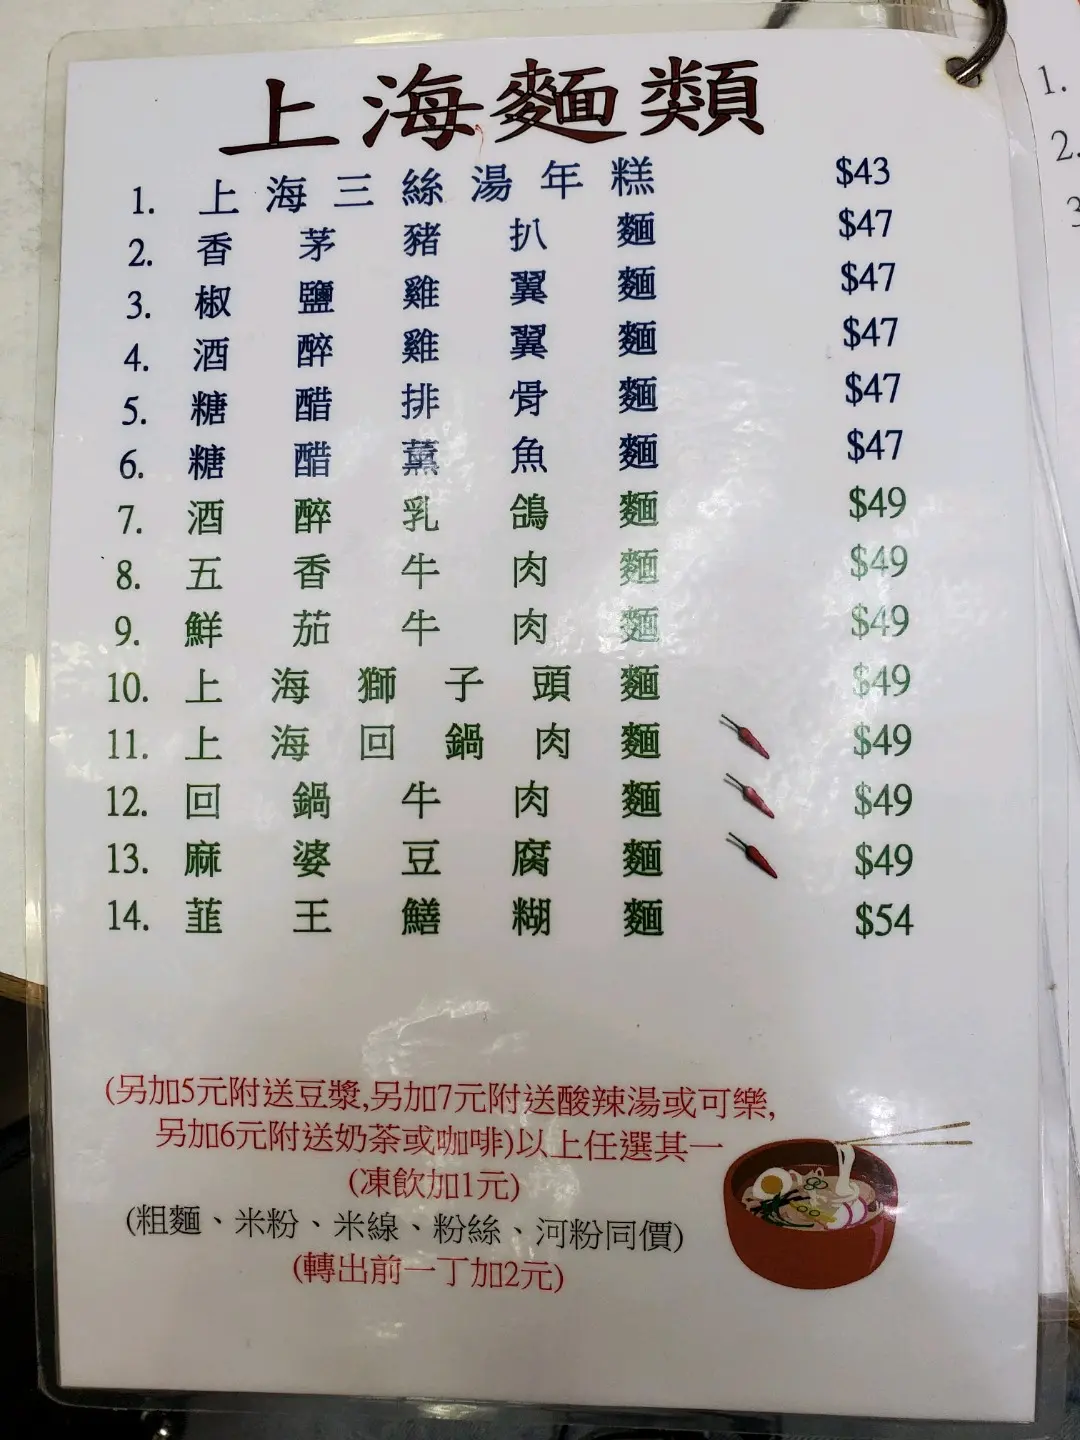 上海麵類
1. 上海三絲湯年糕 $43
2. 香茅豬扒麵 $47
3. 椒鹽雞翼麵 $47
4. 酒醉雞翼麵 $47
5. 糖醋排骨麵 $47
6. 糖醋薰魚麵 $47
7. 酒醉乳鴿麵 $49
8. 五香牛肉麵 $49
9. 鮮茄牛肉麵 $49
10. 上海獅子頭麵 $49
11. 上海回鍋肉麵 $49
12. 回鍋牛肉麵 $49
13. 麻婆豆腐麵 $49
14. 韮王鱔糊麵 $54
(另加5元附送豆漿,另加7元附送酸辣湯或可樂,
另加6元附送奶茶或咖啡)以上任選其一
(凍飲加1元)
(粗麵、米粉、米線、粉絲、河粉同價)
(轉出前一丁加2元)
1.
2.
3